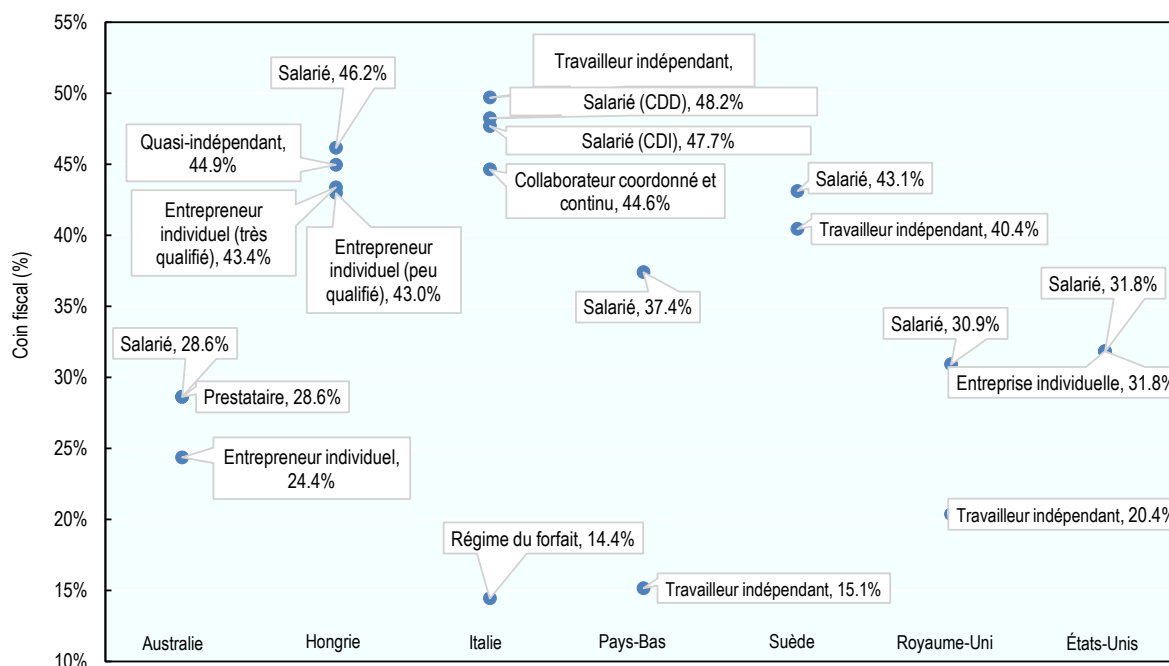 Coin fiscal (%)
55%
50%
45%
40%
35%
30%
25%
20%
15%
10%
Salarié, 28.6%
Prestataire, 28.6%
Entrepreneur individuel,
24.4%
Australie
Salarié, 46.2%
Quasi-indépendant,
44.9%
Entrepreneur
individuel (très
qualifié), 43.4%
Entrepreneur
individuel (peu
qualifié), 43.0%
Hongrie
Travailleur indépendant,
Salarié (CDD), 48.2%
Salarié (CDI), 47.7%
Collaborateur coordonné et
continu, 44.6%
Régime du forfait, 14.4%
Italie
Salarié, 37.4%
Travailleur indépendant, 15.1%
Pays-Bas
Salarié, 43.1%
Travailleur indépendant, 40.4%
Suède
Salarié, 30.9%
Travailleur indépendant, 20.4%
Royaume-Uni
Salarié, 31.8%
Entreprise individuelle, 31.8%
États-Unis